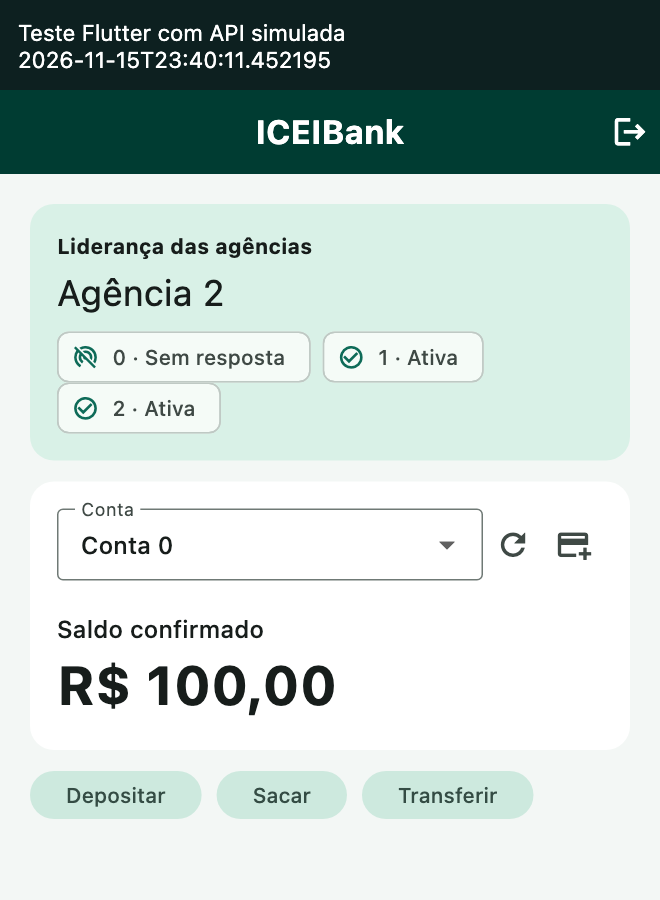 Teste Flutter com API simulada
2026-11-15T23:40:11.452195
ICEIBank
Liderança das agências
Agência 2
0 · Sem resposta
1 · Ativa
2 · Ativa
Conta
Conta 0
Saldo confirmado
R$ 100,00
Depositar
Sacar
Transferir